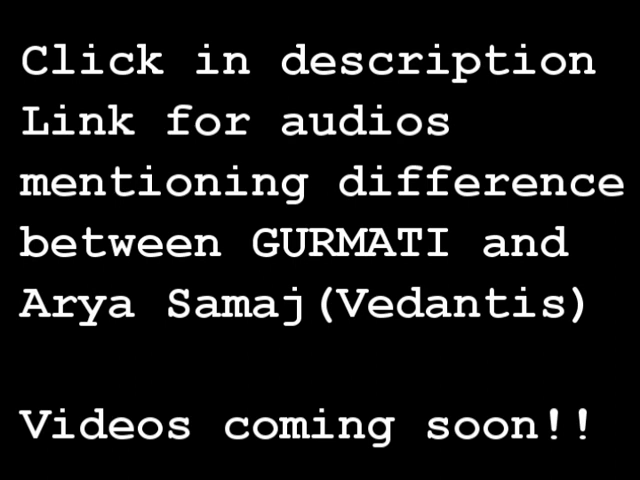 Click in description
Link for audios
mentioning difference
between GURMATI and
Arya Samaj(Vedantis)
Videos coming soon!!